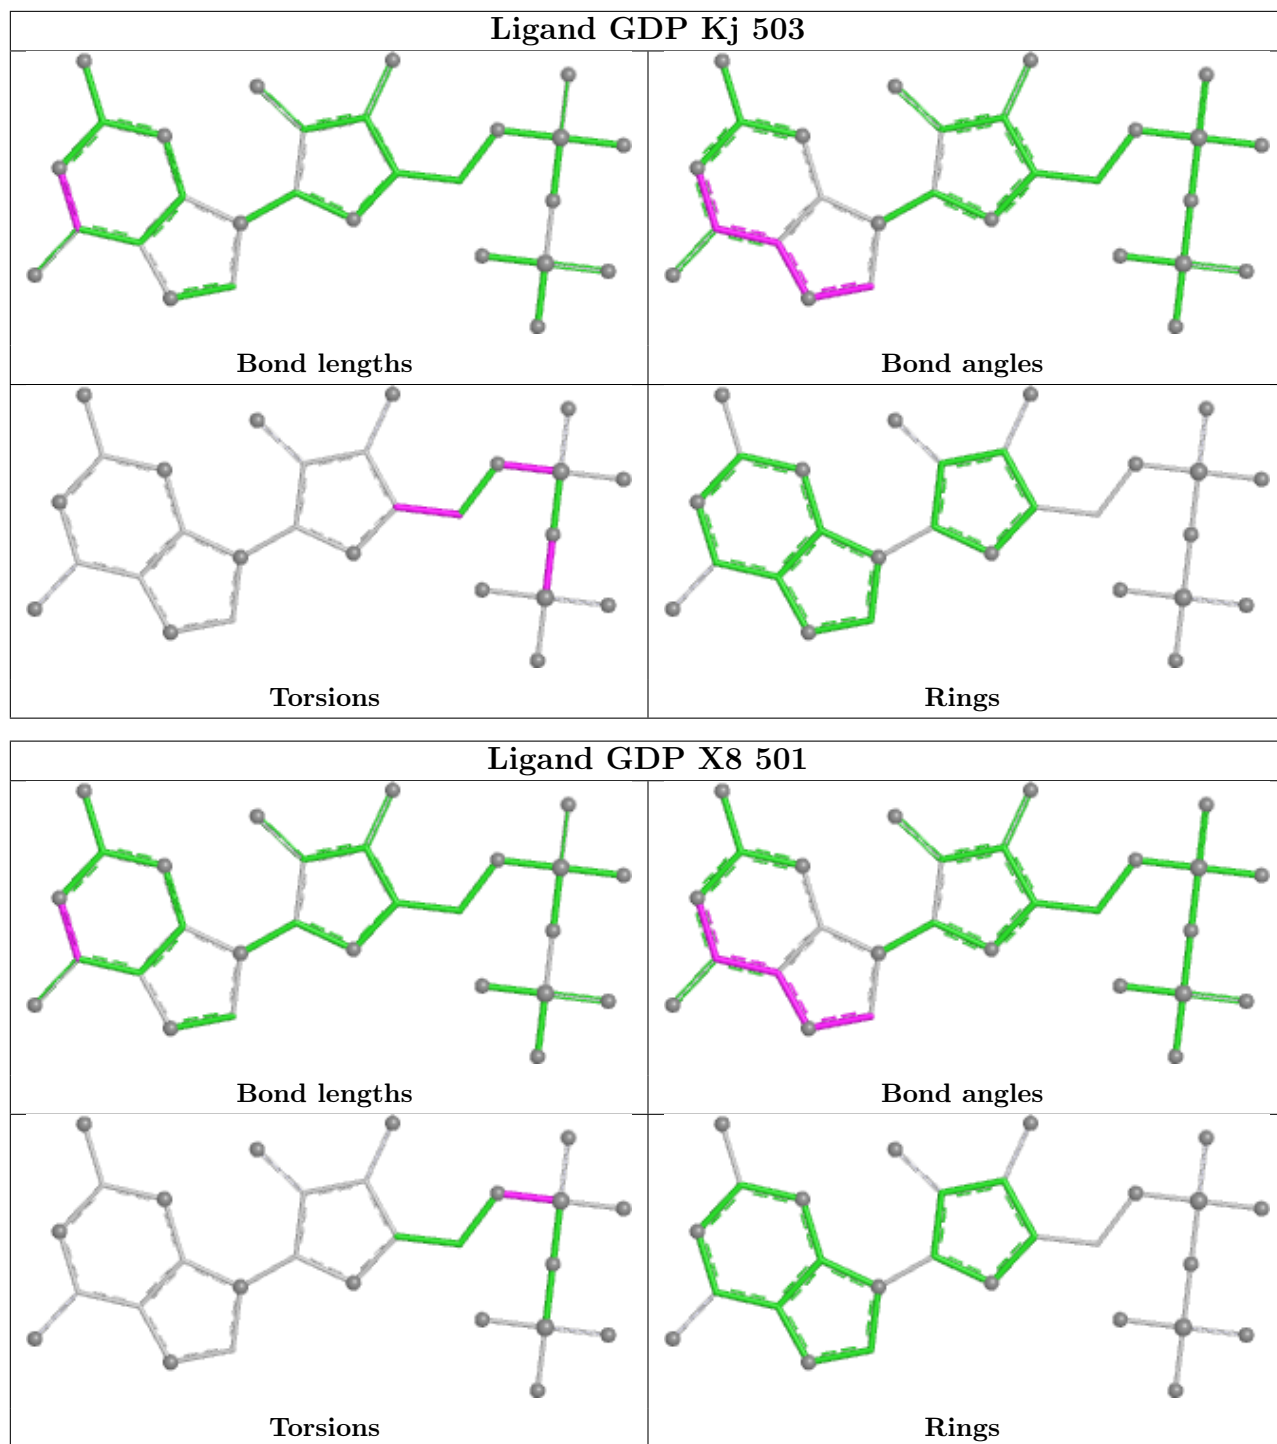 Ligand GDP Kj 503
Bond lengths
Bond angles
Torsions
Rings
Ligand GDP X8 501
Bond lengths
Bond angles
Torsions
Rings